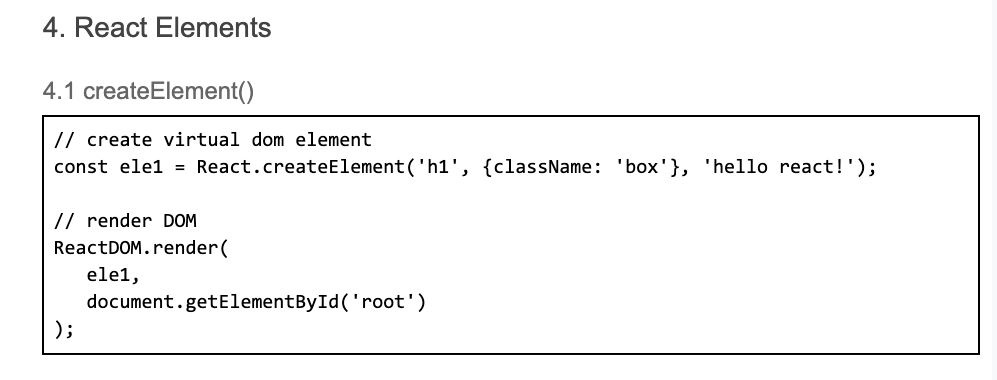 4. React Elements
4.1 createElement()
// create virtual dom element
const ele1 = React.createElement('h1', {className: 'box'}, 'hello react!');
// render DOM
ReactDOM.render(
   ele1,
   document.getElementById('root')
);